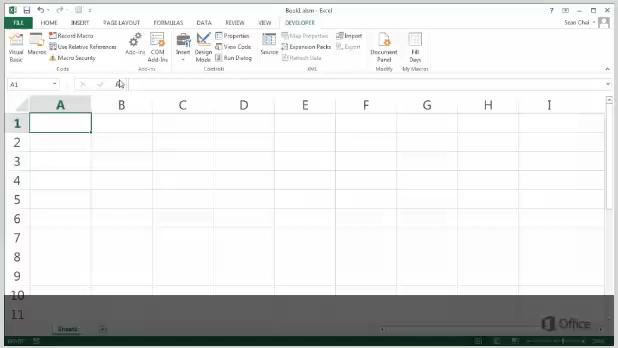 Book1.xlsm - Excel
FILE HOME INSERT PAGE LAYOUT FORMULAS DATA REVIEW VIEW DEVELOPER
Visual Basic
Macros
Record Macro
Use Relative References
Macro Security
Code
Add-Ins
COM Add-Ins
Add-Ins
Insert
Design Mode
Properties
View Code
Run Dialog
Controls
Source
Map Properties
Expansion Packs
Refresh Data
Import
Export
XML
Document Panel
Modify
Fill Days
My Macros
A1
A B C D E F G H I
1
2
3
4
5
6
7
8
9
10
11
Office